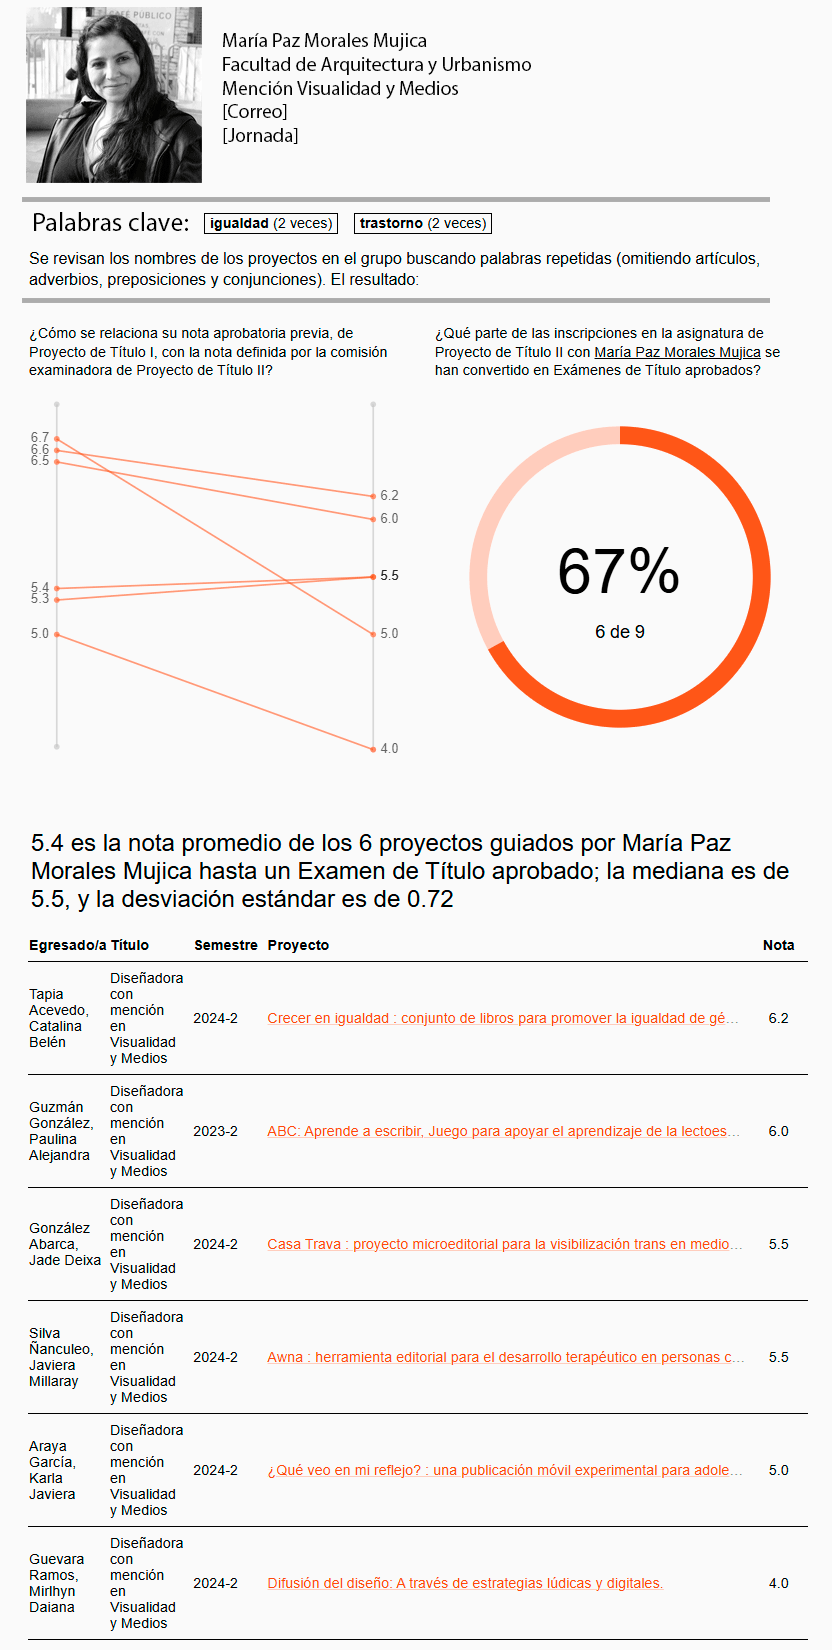 CAFÉ PÚBLICO
María Paz Morales Mujica
Facultad de Arquitectura y Urbanismo
Mención Visualidad y Medios
[Correo]
[Jornada]
Palabras clave: igualdad (2 veces) trastorno (2 veces)
Se revisan los nombres de los proyectos en el grupo buscando palabras repetidas (omitiendo artículos,
adverbios, preposiciones y conjunciones). El resultado:
¿Cómo se relaciona su nota aprobatoria previa, de
Proyecto de Título I, con la nota definida por la comisión
examinadora de Proyecto de Título II?
6.7
6.6
6.5
5.4
5.3
5.0
6.2
6.0
5.5
5.0
4.0
¿Qué parte de las inscripciones en la asignatura de
Proyecto de Título II con María Paz Morales Mujica se
han convertido en Exámenes de Título aprobados?
67%
6 de 9
5.4 es la nota promedio de los 6 proyectos guiados por María Paz
Morales Mujica hasta un Examen de Título aprobado; la mediana es de
5.5, y la desviación estándar es de 0.72
Egresado/a Título Semestre Proyecto Nota
Tapia
Acevedo,
Catalina
Belén
Diseñadora
con
mención
en
Visualidad
y Medios
2024-2
Crecer en igualdad : conjunto de libros para promover la igualdad de gé...
6.2
Guzmán
González,
Paulina
Alejandra
Diseñadora
con
mención
en
Visualidad
y Medios
2023-2
ABC: Aprende a escribir, Juego para apoyar el aprendizaje de la lectoes...
6.0
González
Abarca,
Jade Deixa
Diseñadora
con
mención
en
Visualidad
y Medios
2024-2
Casa Trava : proyecto microeditorial para la visibilización trans en medio...
5.5
Silva
Ñanculeo,
Javiera
Millaray
Diseñadora
con
mención
en
Visualidad
y Medios
2024-2
Awna : herramienta editorial para el desarrollo terapéutico en personas c...
5.5
Araya
García,
Karla
Javiera
Diseñadora
con
mención
en
Visualidad
y Medios
2024-2
¿Qué veo en mi reflejo? : una publicación móvil experimental para adole...
5.0
Guevara
Ramos,
Mirlhyn
Daiana
Diseñadora
con
mención
en
Visualidad
y Medios
2024-2
Difusión del diseño: A través de estrategias lúdicas y digitales.
4.0